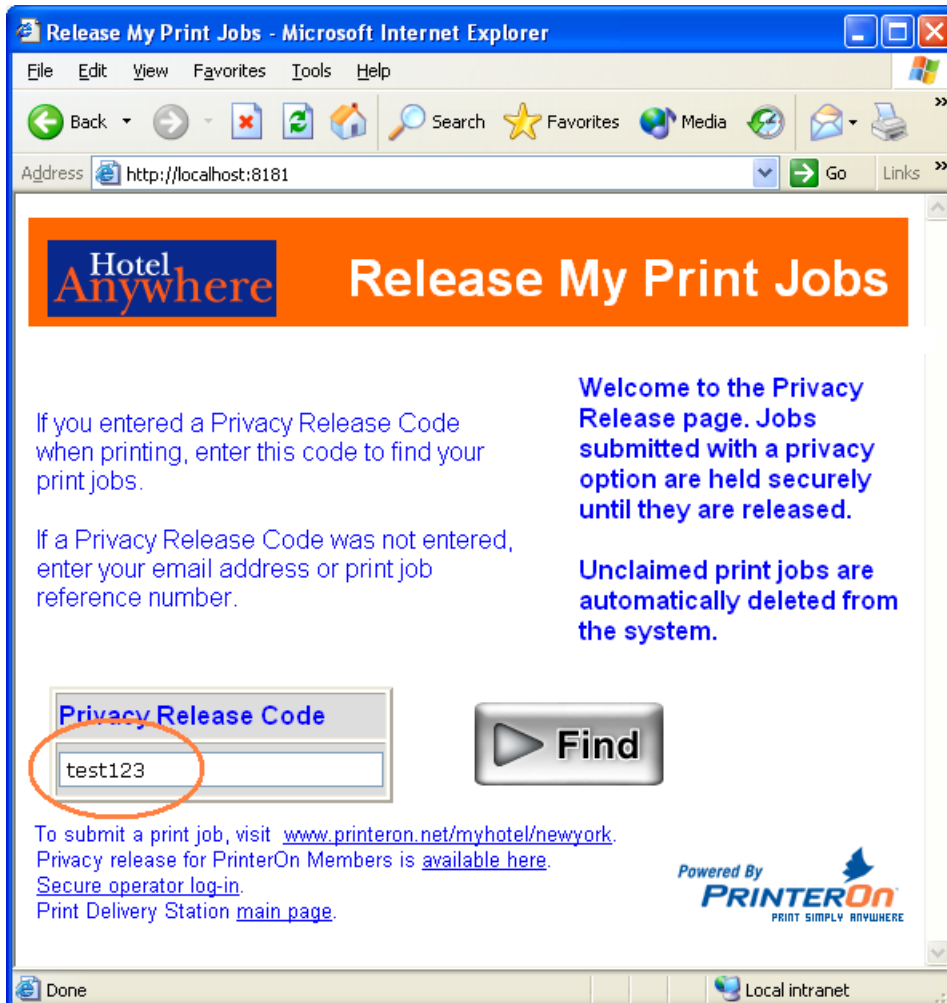 Release My Print Jobs - Microsoft Internet Explorer
File Edit View Favorites Tools Help
Back Search Favorites Media »
Address http://localhost:8181 Go Links »
Hotel
Anywhere
Release My Print Jobs
If you entered a Privacy Release Code
when printing, enter this code to find your
print jobs.
If a Privacy Release Code was not entered,
enter your email address or print job
reference number.
Welcome to the Privacy
Release page. Jobs
submitted with a privacy
option are held securely
until they are released.
Unclaimed print jobs are
automatically deleted from
the system.
Privacy Release Code
test123
Find
To submit a print job, visit www.printeron.net/myhotel/newyork.
Privacy release for PrinterOn Members is available here.
Secure operator log-in.
Print Delivery Station main page.
Powered By
PRINTERON
PRINT SIMPLY ANYWHERE
Done Local intranet